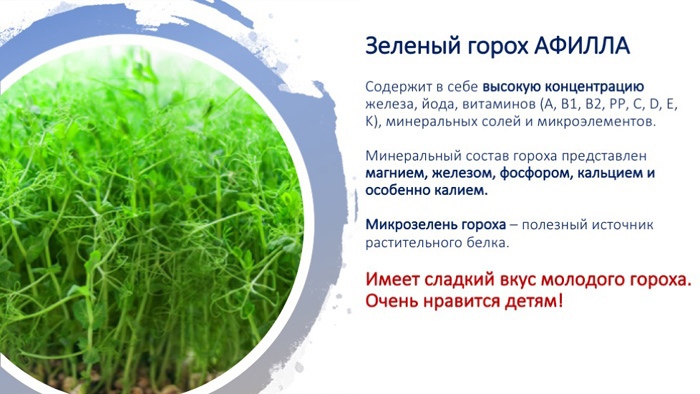 Зеленый горох АФИЛЛА
Содержит в себе высокую концентрацию
железа, йода, витаминов (А, В1, В2, РР, С, D, Е,
К), минеральных солей и микроэлементов.
Минеральный состав гороха представлен
магнием, железом, фосфором, кальцием и
особенно калием.
Микрозелень гороха – полезный источник
растительного белка.
Имеет сладкий вкус молодого гороха.
Очень нравится детям!